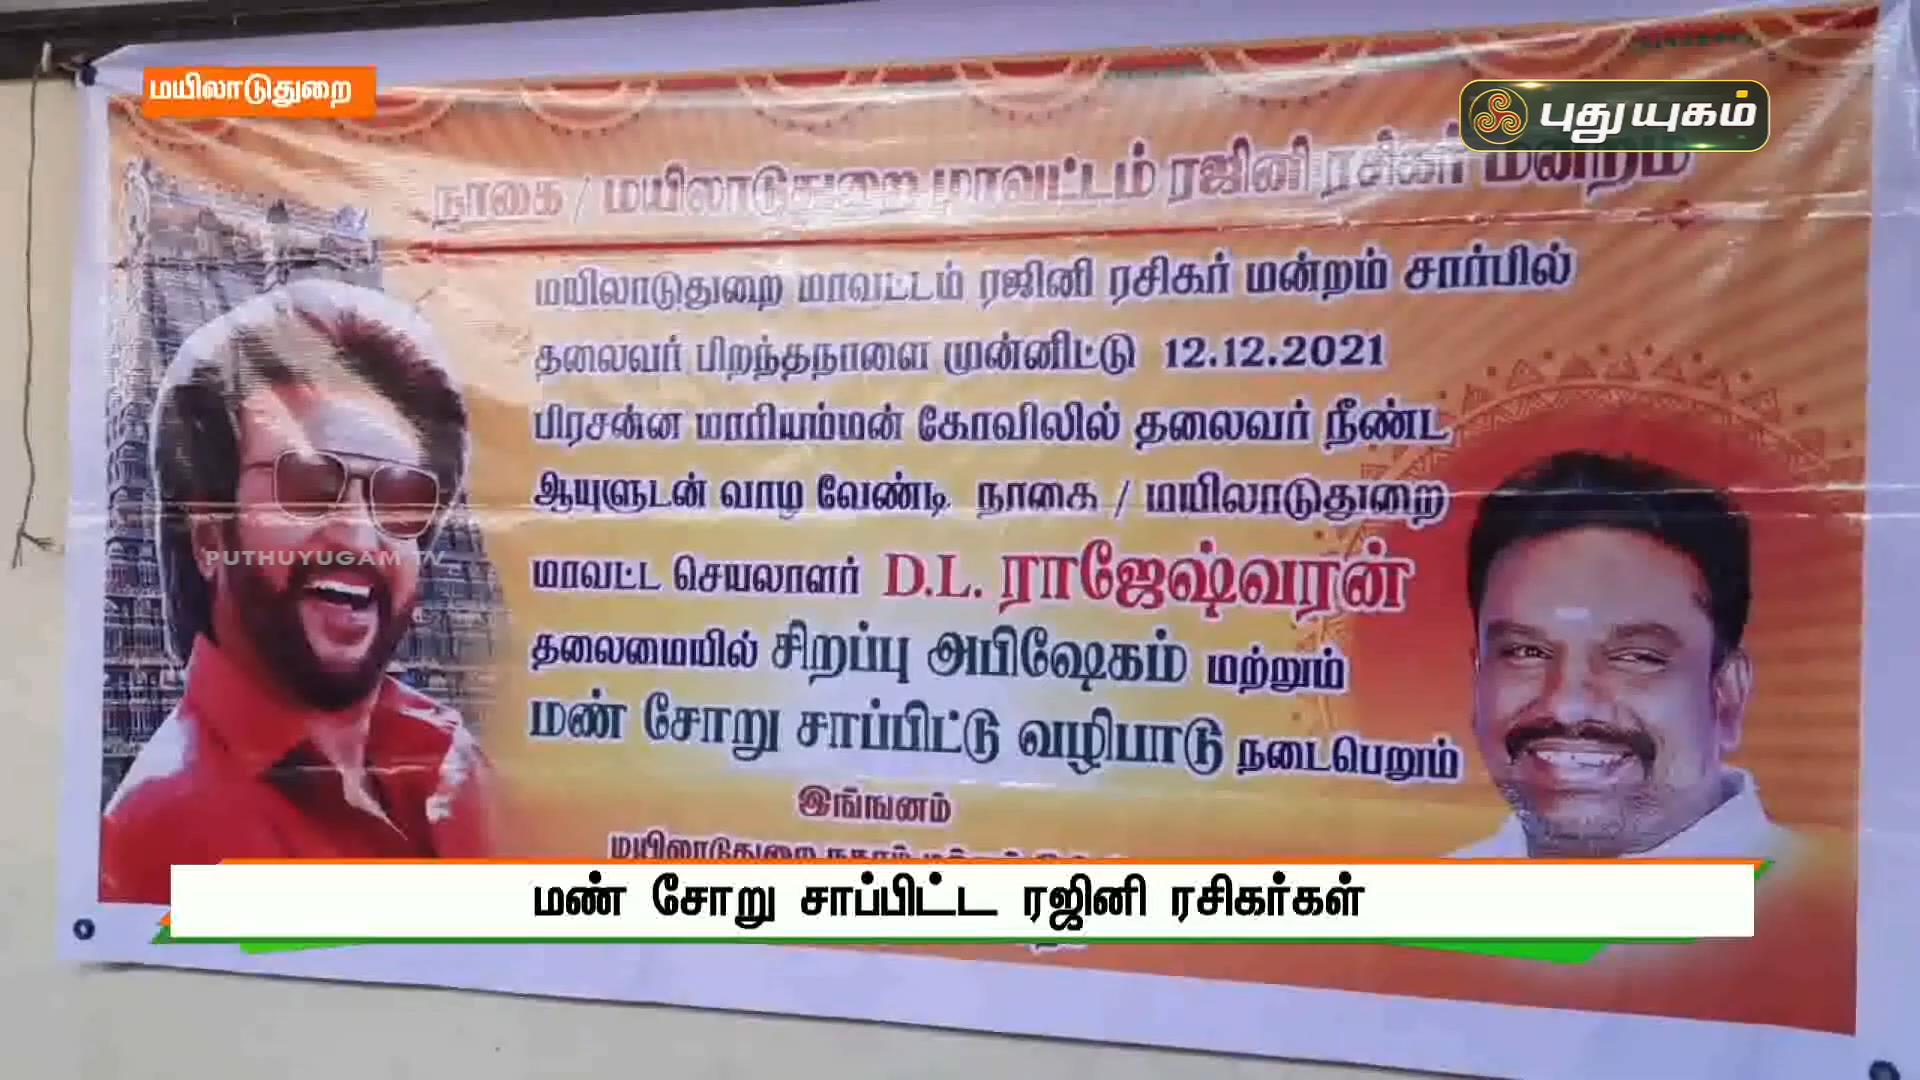 மயிலாடுதுறை
புதுயுகம்
நாகை / மயிலாடுதுறை மாவட்டம் ரஜினி ரசிகர் மன்றம்
மயிலாடுதுறை மாவட்டம் ரஜினி ரசிகர் மன்றம் சார்பில்
தலைவர் பிறந்தநாளை முன்னிட்டு 12.12.2021
பிரசன்ன மாரியம்மன் கோவிலில் தலைவர் நீண்ட
ஆயுளுடன் வாழ வேண்டி நாகை / மயிலாடுதுறை
PUTHUYUGAM TV
மாவட்ட செயலாளர் D.L. ராஜேஷ்வரன்
தலைமையில் சிறப்பு அபிஷேகம் மற்றும்
மண் சோறு சாப்பிட்டு வழிபாடு நடைபெறும்
இங்ஙனம்
மயிலாடுதுறை நகரம்
மண் சோறு சாப்பிட்ட ரஜினி ரசிகர்கள்